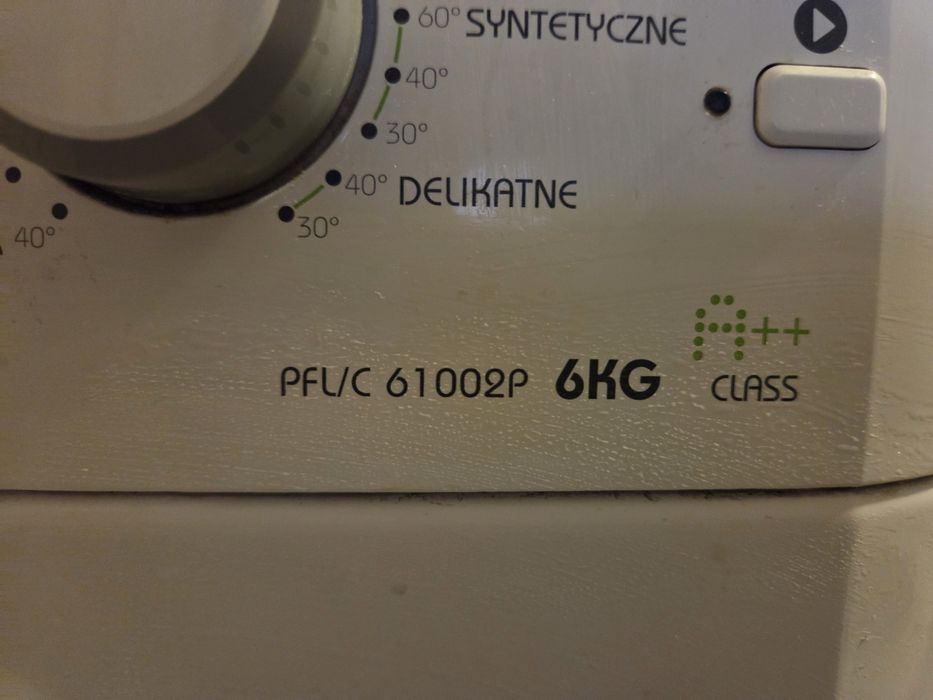 60° SYNTETYCZNE
40°
30°
40° DELIKATNE
30°
40°
A++
PFL/C 61002P 6KG CLASS